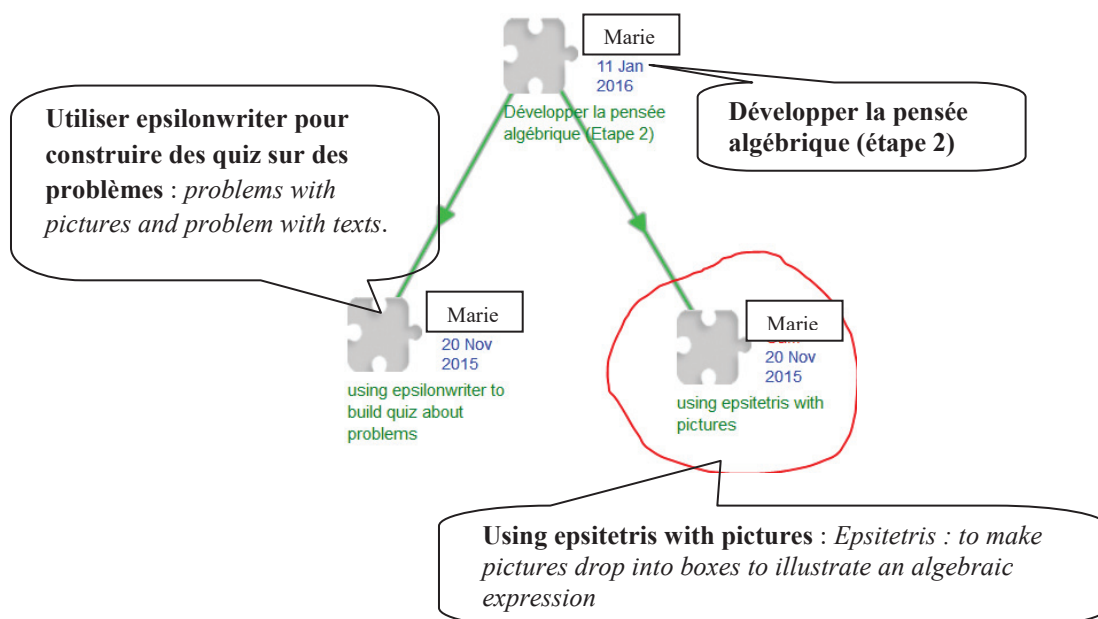 Marie
11 Jan
2016
Développer la pensée
algébrique (Etape 2)
Développer la pensée
algébrique (étape 2)
Utiliser epsilonwriter pour
construire des quiz sur des
problèmes : problems with
pictures and problem with texts.
Marie
20 Nov
2015
using epsilonwriter to
build quiz about
problems
Marie
20 Nov
2015
using epsitetris with
pictures
Using epsitetris with pictures : Epsitetris : to make
pictures drop into boxes to illustrate an algebraic
expression